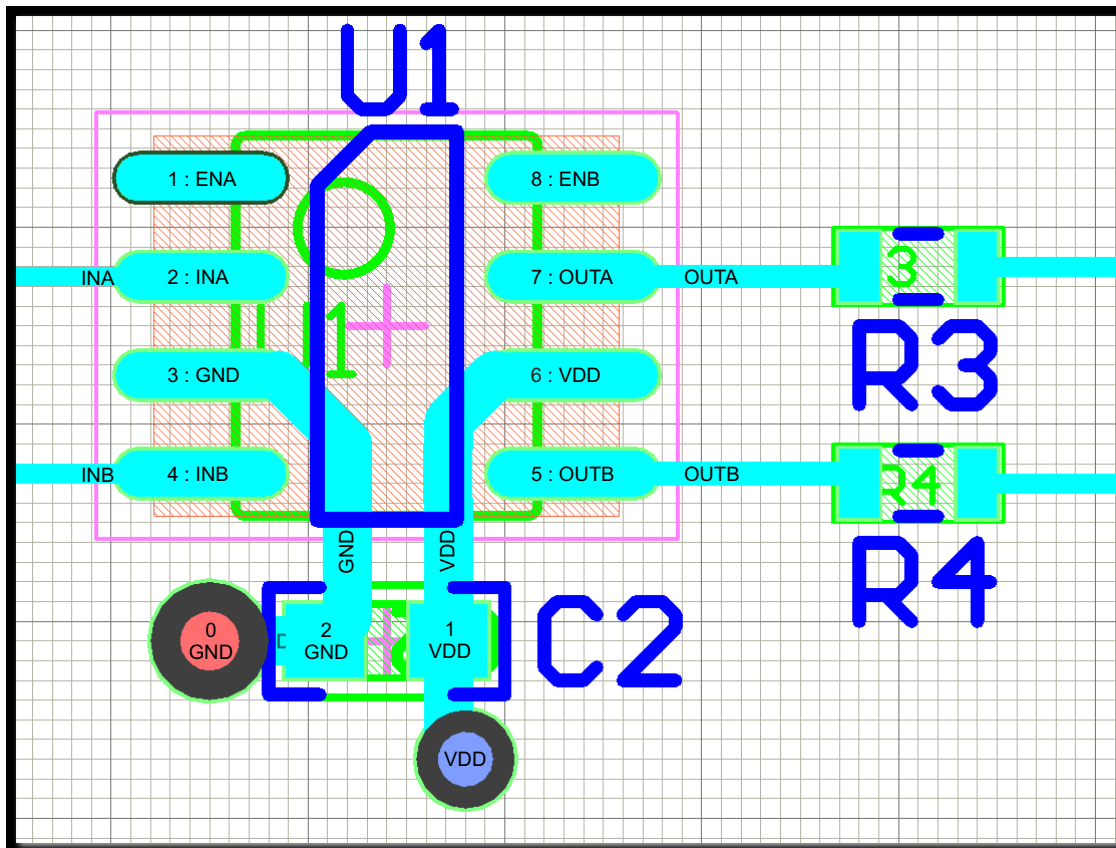 U1
1 : ENA
8 : ENB
2 : INA
7 : OUTA
INA
OUTA
3
R3
U1
3 : GND
6 : VDD
4 : INB
5 : OUTB
INB
OUTB
R4
R4
GND
VDD
0
GND
D
2
GND
1
VDD
C2
VDD